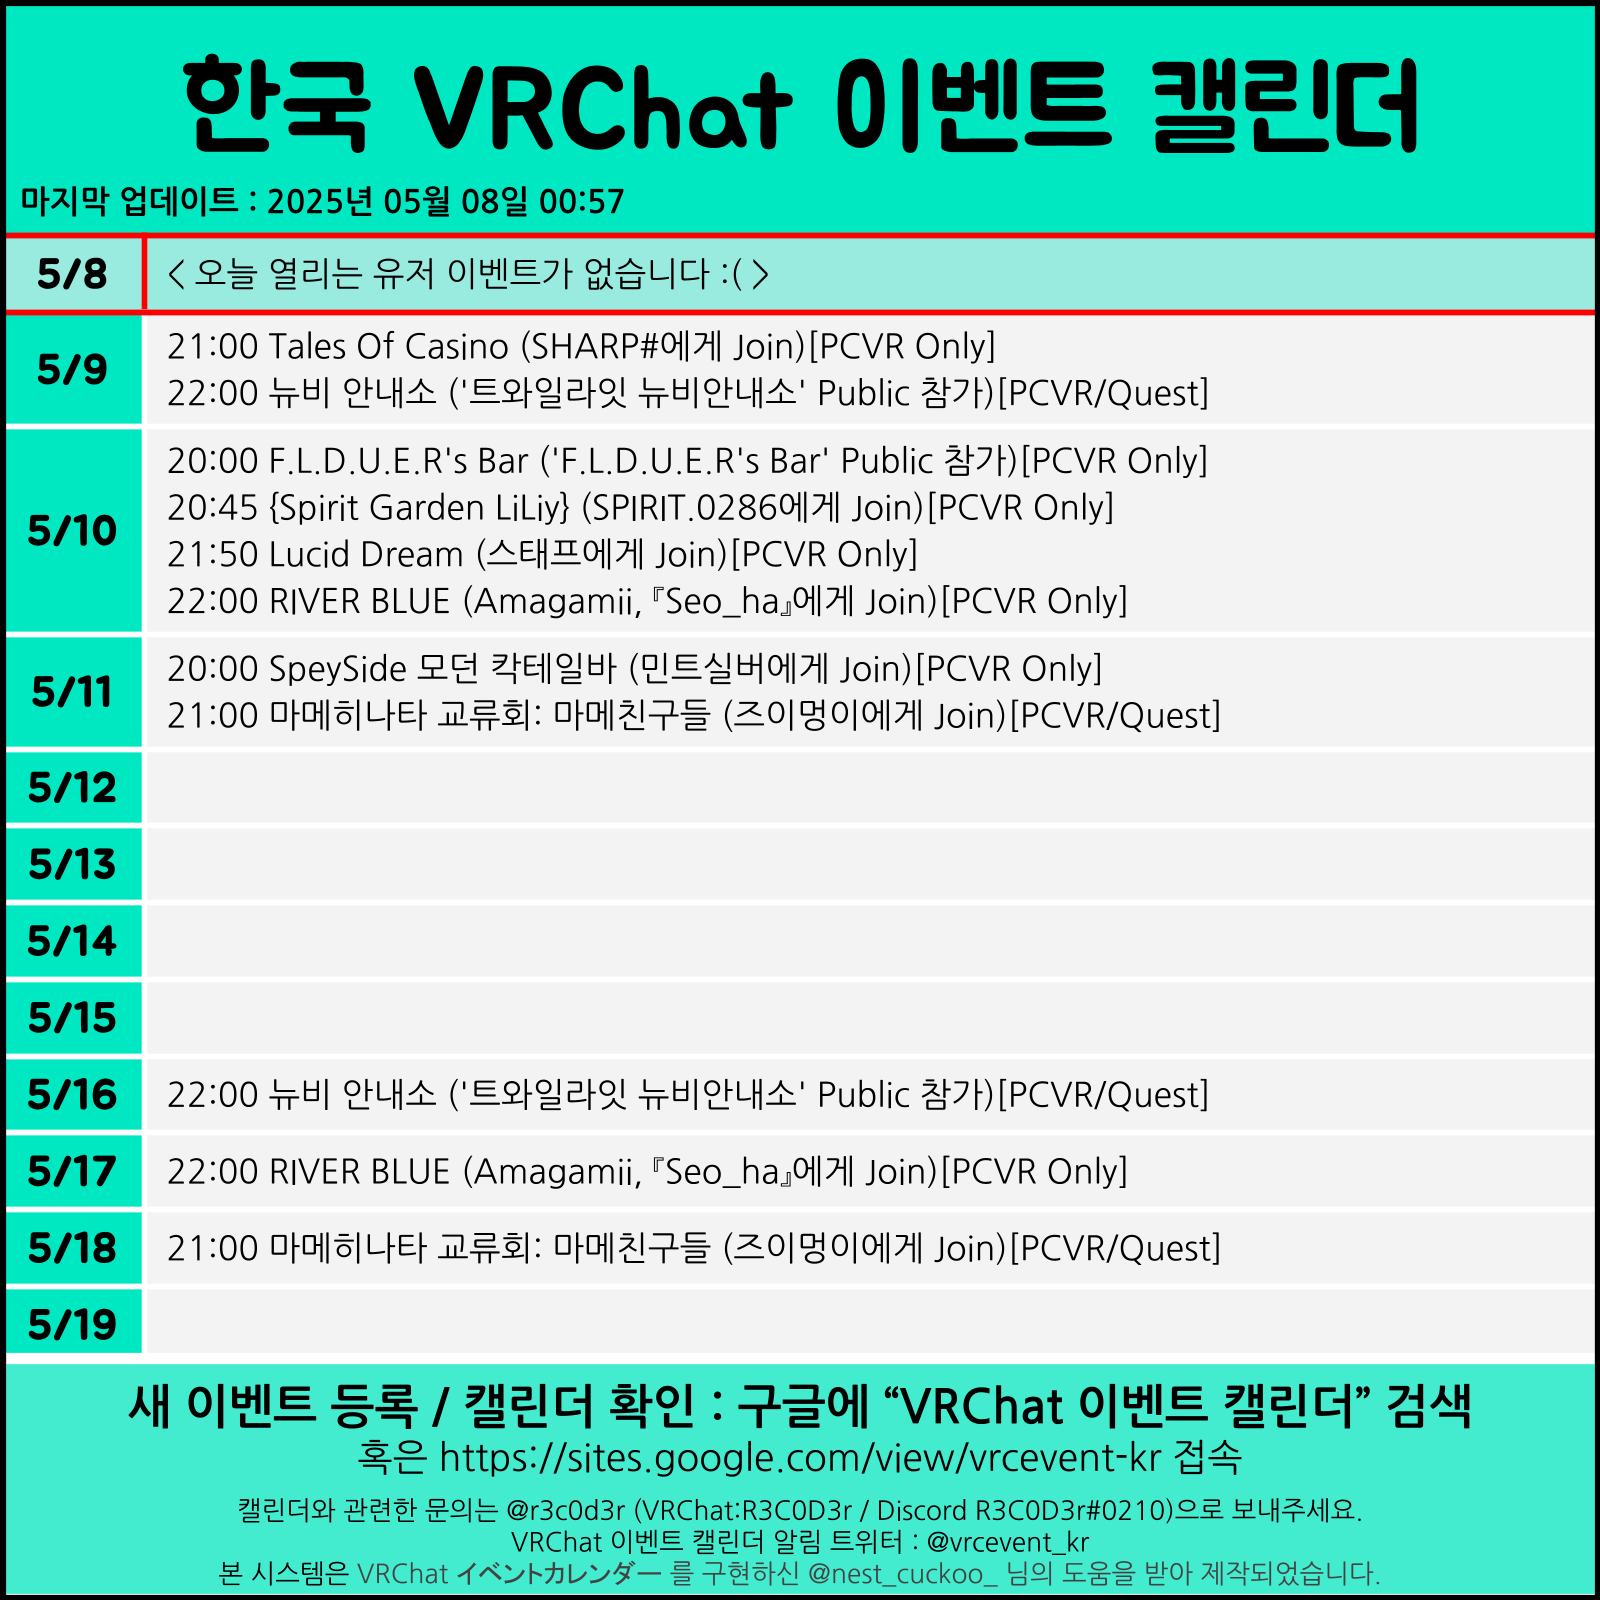 한국 VRChat 이벤트 캘린더
마지막 업데이트 : 2025년 05월 08일 00:57
5/8
< 오늘 열리는 유저 이벤트가 없습니다 :( >
5/9
21:00 Tales Of Casino (SHARP#에게 Join)[PCVR Only]
22:00 뉴비 안내소 ('트와일라잇 뉴비안내소' Public 참가)[PCVR/Quest]
5/10
20:00 F.L.D.U.E.R's Bar ('F.L.D.U.E.R's Bar' Public 참가)[PCVR Only]
20:45 {Spirit Garden LiLiy} (SPIRIT.0286에게 Join)[PCVR Only]
21:50 Lucid Dream (스태프에게 Join)[PCVR Only]
22:00 RIVER BLUE (Amagamii, 『Seo_ha』에게 Join)[PCVR Only]
5/11
20:00 SpeySide 모던 칵테일바 (민트실버에게 Join)[PCVR Only]
21:00 마메히나타 교류회: 마메친구들 (즈이멍이에게 Join)[PCVR/Quest]
5/12
5/13
5/14
5/15
5/16
22:00 뉴비 안내소 ('트와일라잇 뉴비안내소' Public 참가)[PCVR/Quest]
5/17
22:00 RIVER BLUE (Amagamii, 『Seo_ha』에게 Join)[PCVR Only]
5/18
21:00 마메히나타 교류회: 마메친구들 (즈이멍이에게 Join)[PCVR/Quest]
5/19
새 이벤트 등록 / 캘린더 확인 : 구글에 “VRChat 이벤트 캘린더” 검색
혹은 https://sites.google.com/view/vrcevent-kr 접속
캘린더와 관련한 문의는 @r3c0d3r (VRChat:R3C0D3r / Discord R3C0D3r#0210)으로 보내주세요.
VRChat 이벤트 캘린더 알림 트위터 : @vrcevent_kr
본 시스템은 VRChat イベントカレンダー 를 구현하신 @nest_cuckoo_ 님의 도움을 받아 제작되었습니다.